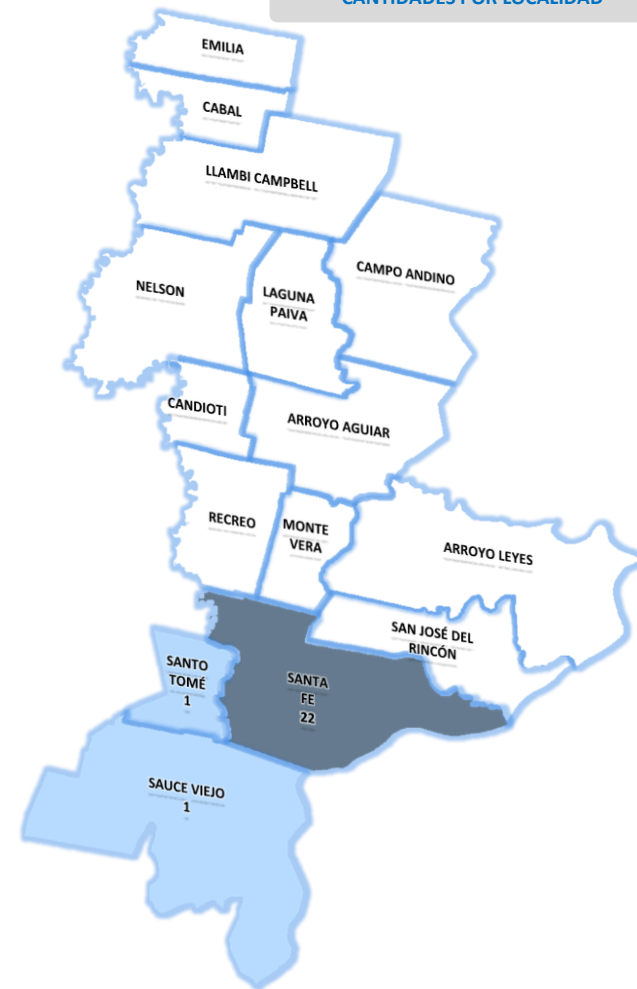 CANTIDADES POR LOCALIDAD
EMILIA
CABAL
LLAMBI CAMPBELL
CAMPO ANDINO
NELSON
LAGUNA
PAIVA
CANDIOTI
ARROYO AGUIAR
RECREO
MONTE
VERA
ARROYO LEYES
SAN JOSÉ DEL
RINCÓN
SANTO
TOMÉ
1
SANTA
FE
22
SAUCE VIEJO
1